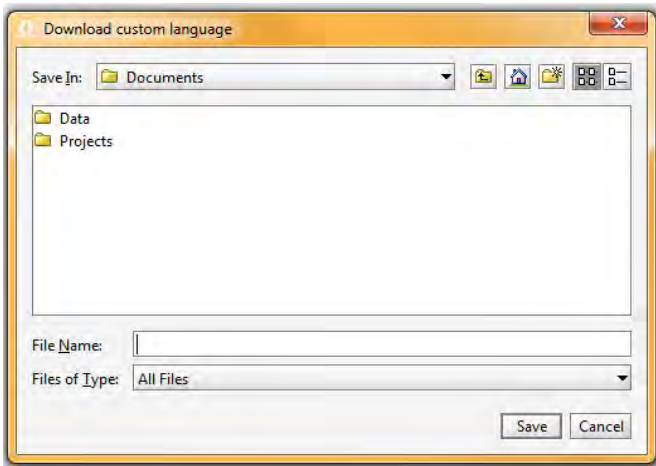 Download custom language
Save In: Documents
Data
Projects
File Name:
Files of Type: All Files
Save Cancel